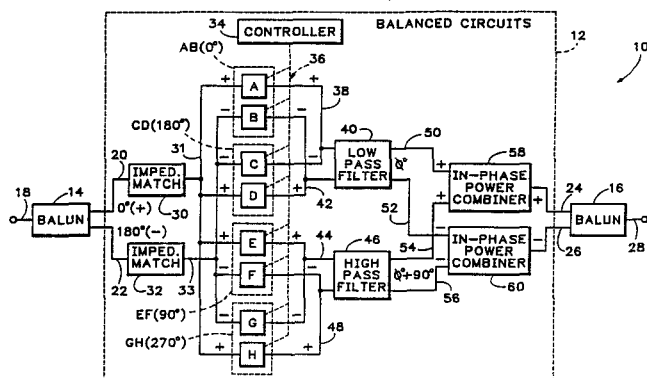 34
CONTROLLER
BALANCED CIRCUITS
12
10
AB(0°)
36
+
A
+
38
−
B
−
CD(180°)
31
−
C
−
40
50
LOW PASS FILTER
ϕ°
58
IN-PHASE POWER COMBINER
+
+
+
20
IMPED. MATCH
30
+
D
+
42
52
24
18
14
BALUN
0°(+)
16
BALUN
28
180°(−)
+
E
+
44
46
54
26
IMPED. MATCH
22
32
33
−
F
−
HIGH PASS FILTER
ϕ°+90°
56
−
IN-PHASE POWER COMBINER
−
−
60
EF(90°)
−
G
−
48
GH(270°)
+
H
+